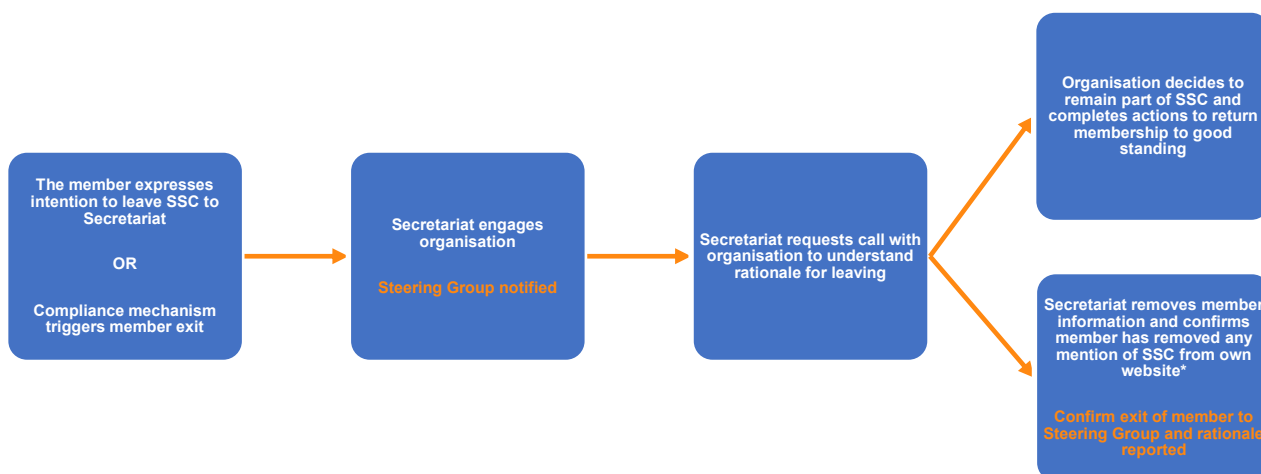 The member expresses
intention to leave SSC to
Secretariat
OR
Compliance mechanism
triggers member exit
Secretariat engages
organisation
Steering Group notified
Secretariat requests call with
organisation to understand
rationale for leaving
Organisation decides to
remain part of SSC and
completes actions to return
membership to good
standing
Secretariat removes member
information and confirms
member has removed any
mention of SSC from own
website*
Confirm exit of member to
Steering Group and rationale
reported